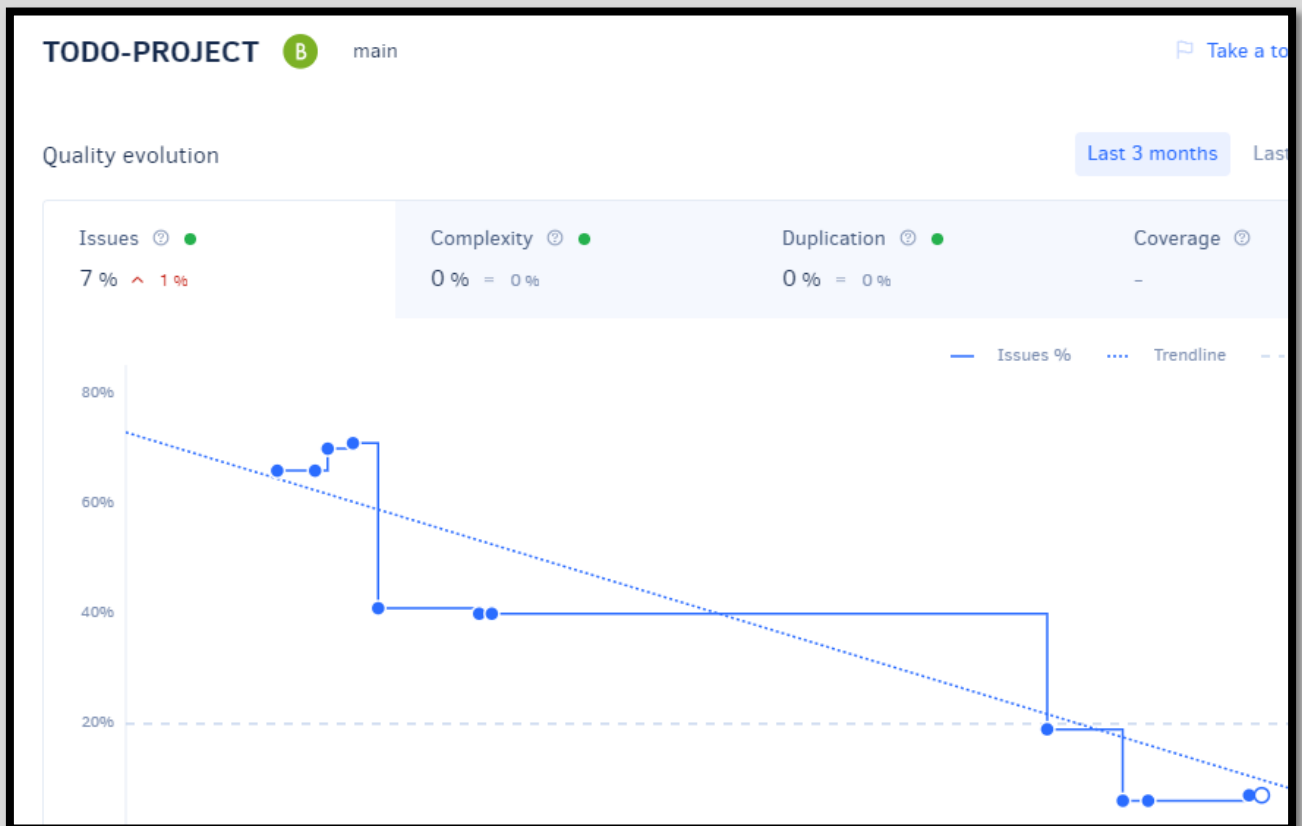 TODO-PROJECT B main Take a to
Quality evolution Last 3 months Last
Issues Complexity Duplication Coverage
7 % ^ 1 % 0 % = 0 % 0 % = 0 % –
Issues % Trendline
80%
60%
40%
20%